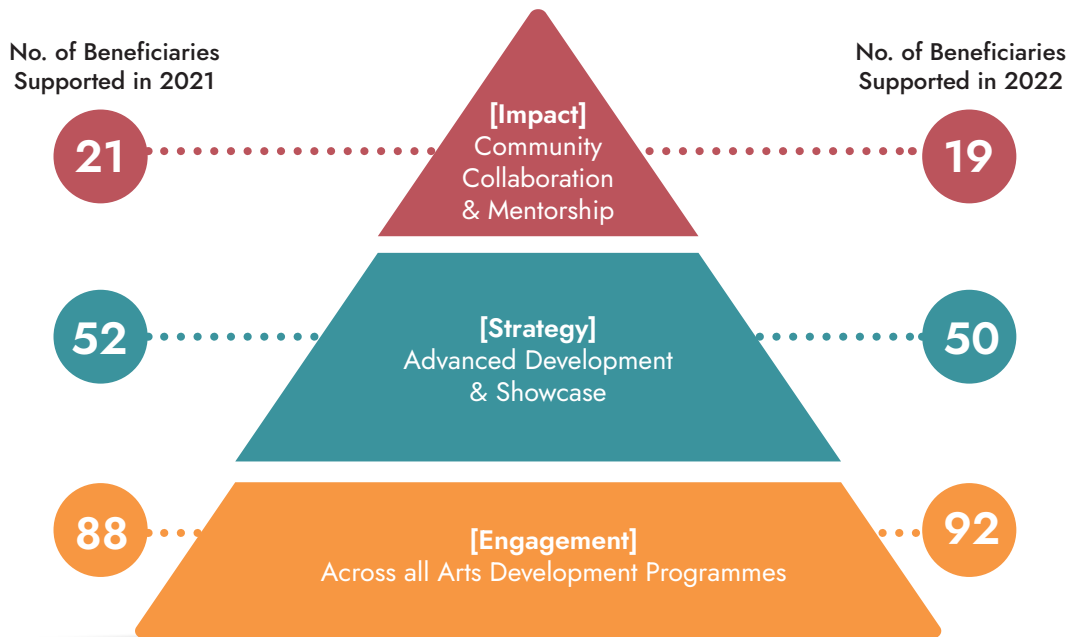 No. of Beneficiaries
Supported in 2021
No. of Beneficiaries
Supported in 2022
21
[Impact]
Community
Collaboration
& Mentorship
19
52
[Strategy]
Advanced Development
& Showcase
50
88
[Engagement]
Across all Arts Development Programmes
92